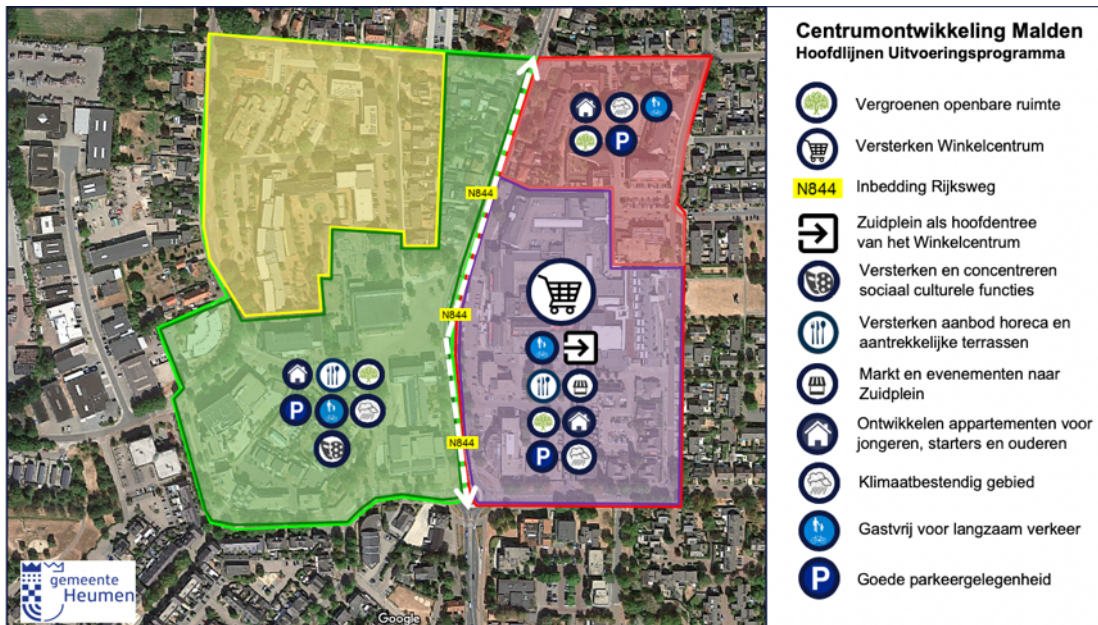 Centrumontwikkeling Malden
Hoofdlijnen Uitvoeringsprogramma
Vergroenen openbare ruimte
Versterken Winkelcentrum
N844
Inbedding Rijksweg
Zuidplein als hoofdentree
van het Winkelcentrum
Versterken en concentreren
sociaal culturele functies
Versterken aanbod horeca en
aantrekkelijke terrassen
Markt en evenementen naar
Zuidplein
Ontwikkelen appartementen voor
jongeren, starters en ouderen
Klimaatbestendig gebied
Gastvrij voor langzaam verkeer
P
Goede parkeergelegenheid
P
N844
N844
P
N844
P
gemeente
Heumen
Google